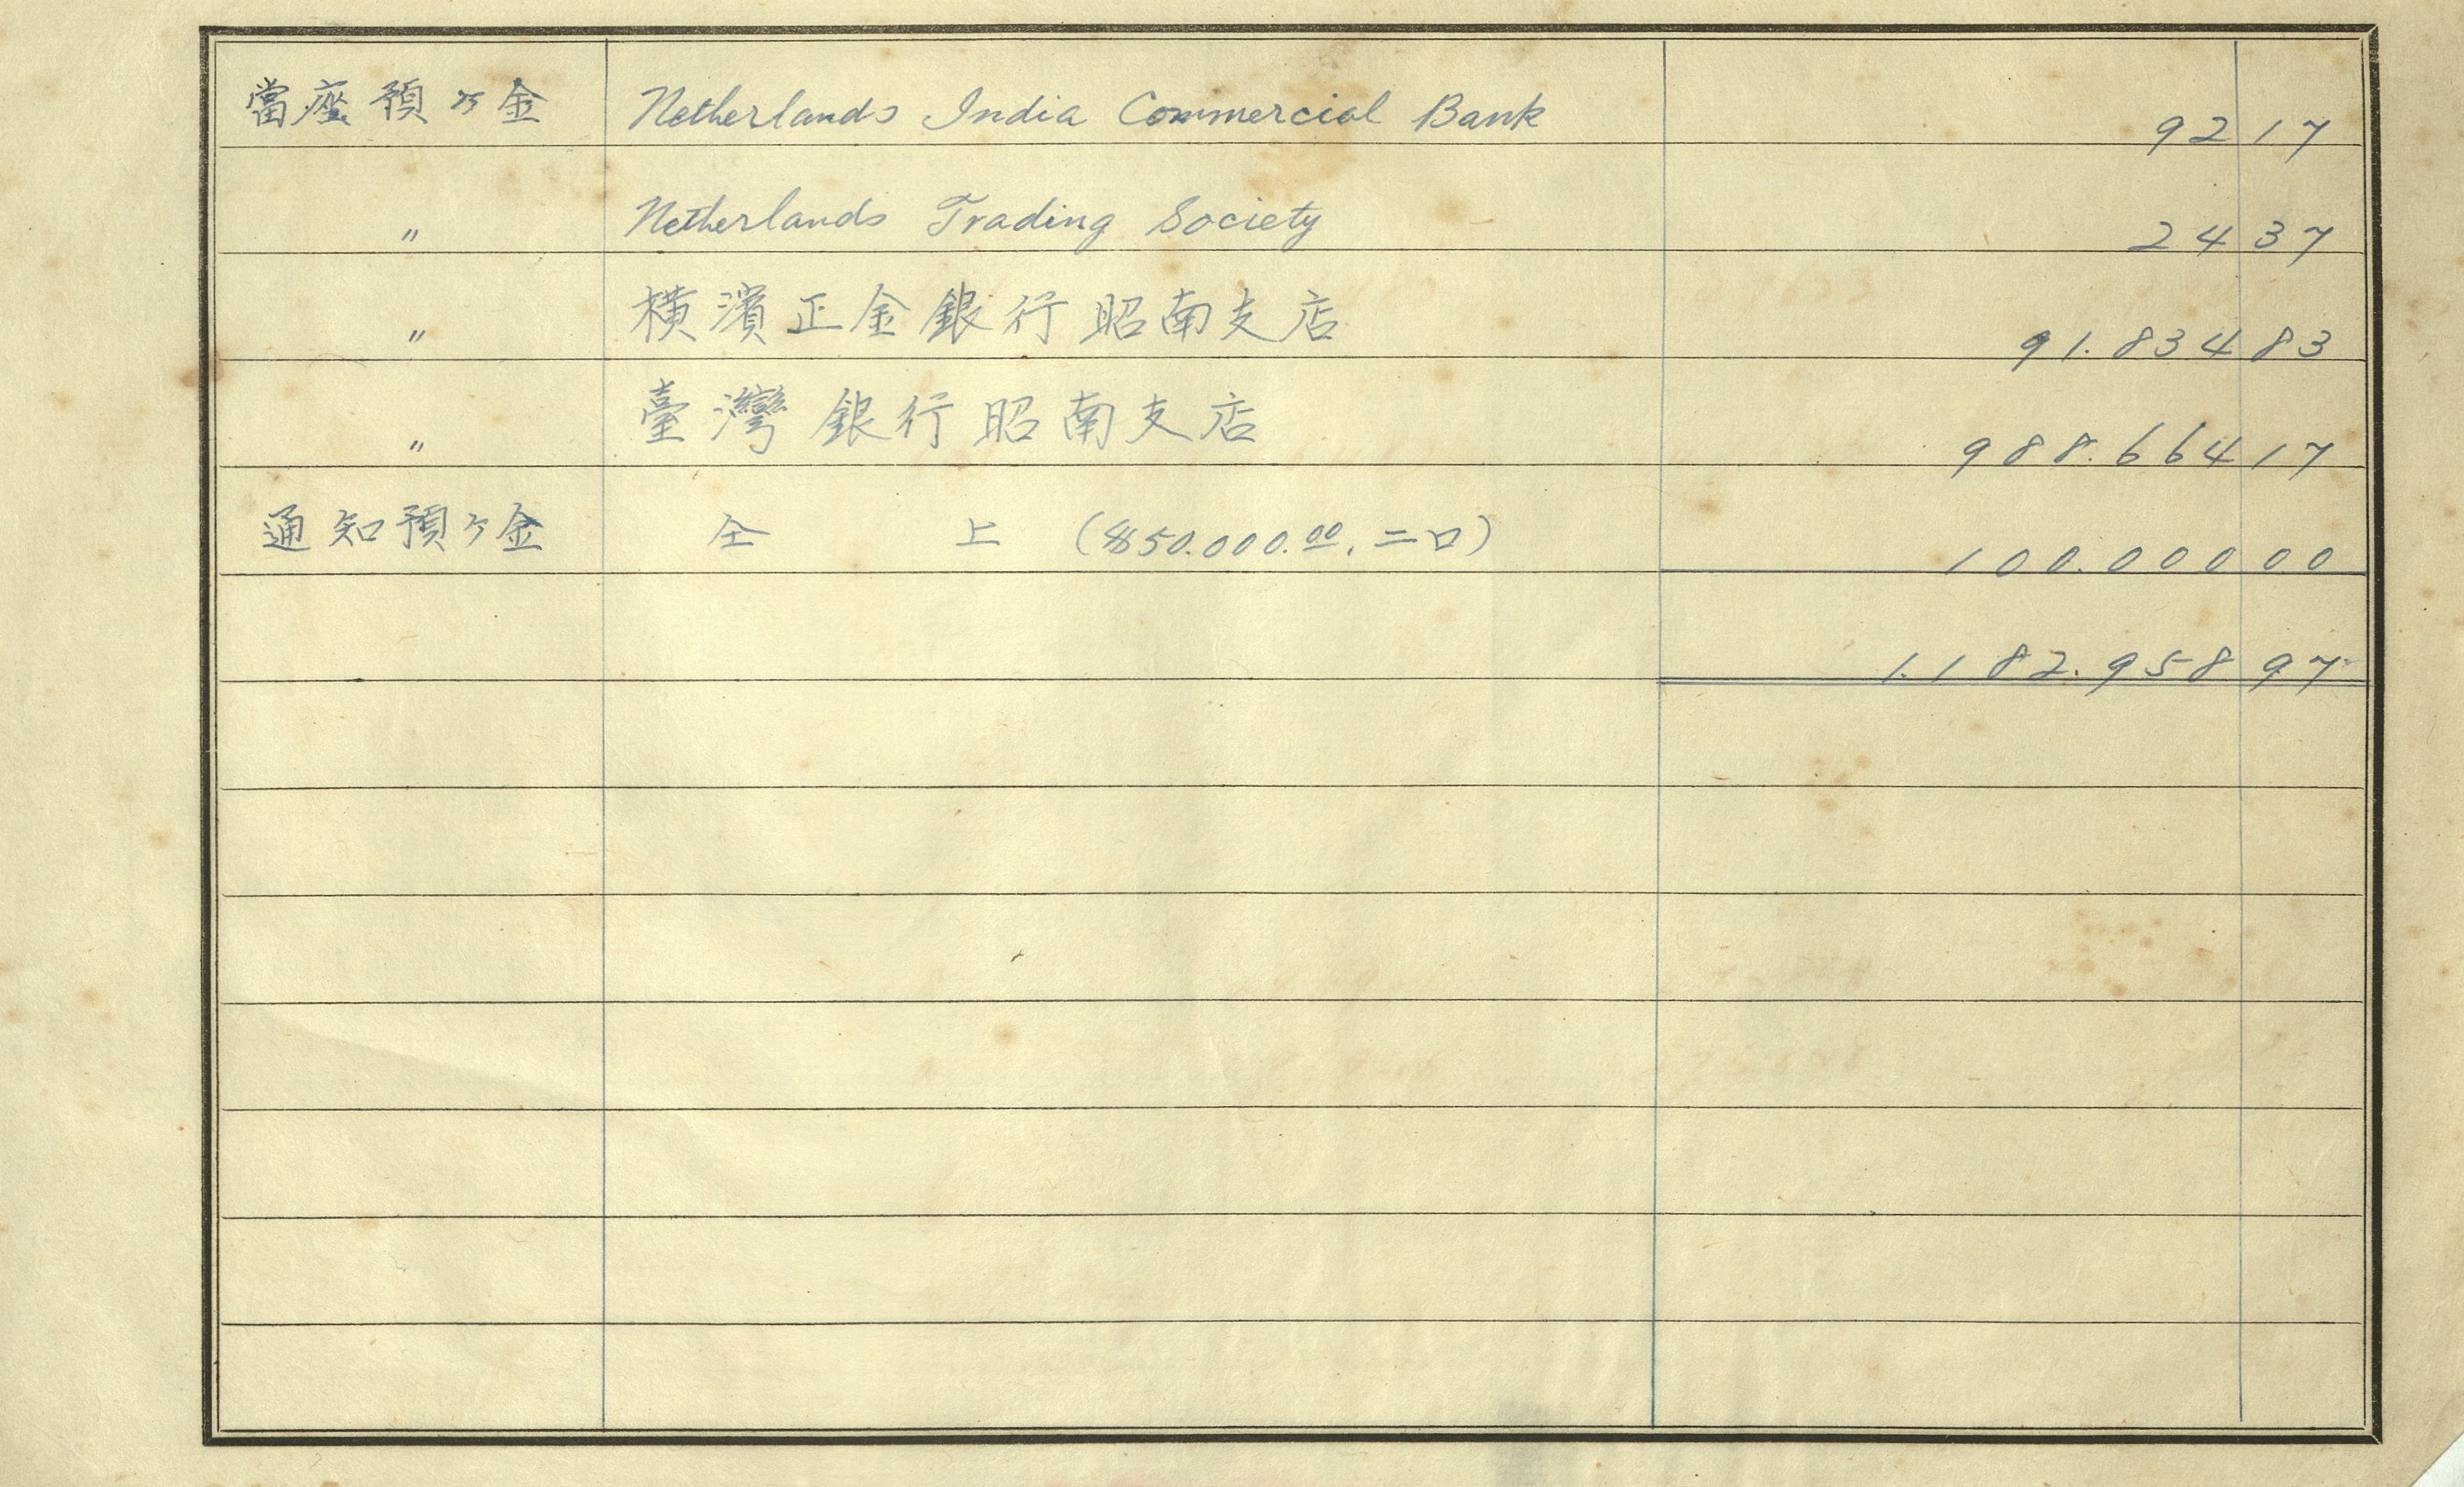 當座預ケ金 Netherlands India Commercial Bank 92 17
〃 Netherlands Trading Society 24 37
〃 横濱正金銀行昭南支店 91.834 83
〃 臺灣銀行昭南支店 988.664 17
通知預ケ金 仝 上 ($50.000.00, 二口) 100.000 00
1.182.958 97